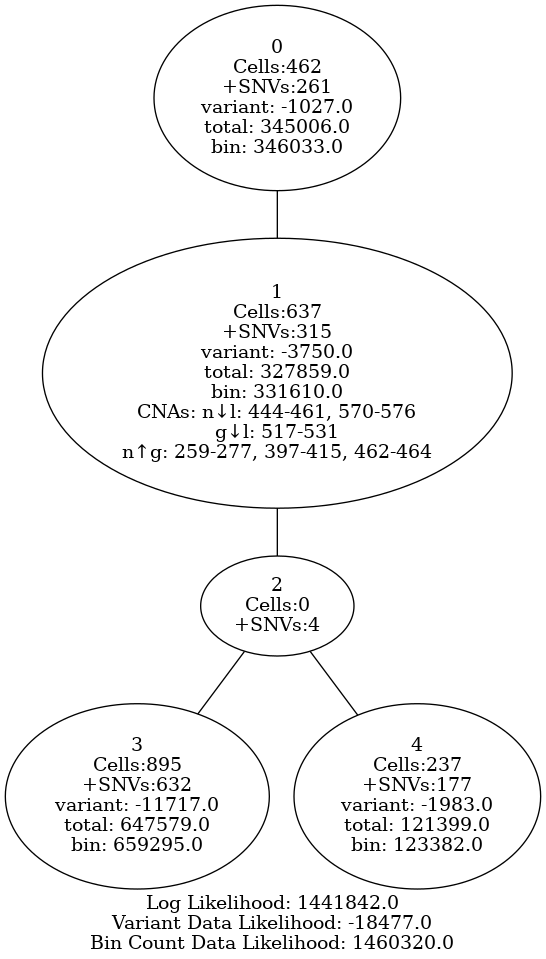 0
Cells:462
+SNVs:261
variant: -1027.0
total: 345006.0
bin: 346033.0
1
Cells:637
+SNVs:315
variant: -3750.0
total: 327859.0
bin: 331610.0
CNAs: n↓l: 444-461, 570-576
g↓l: 517-531
n↑g: 259-277, 397-415, 462-464
2
Cells:0
+SNVs:4
3
Cells:895
+SNVs:632
variant: -11717.0
total: 647579.0
bin: 659295.0
4
Cells:237
+SNVs:177
variant: -1983.0
total: 121399.0
bin: 123382.0
Log Likelihood: 1441842.0
Variant Data Likelihood: -18477.0
Bin Count Data Likelihood: 1460320.0